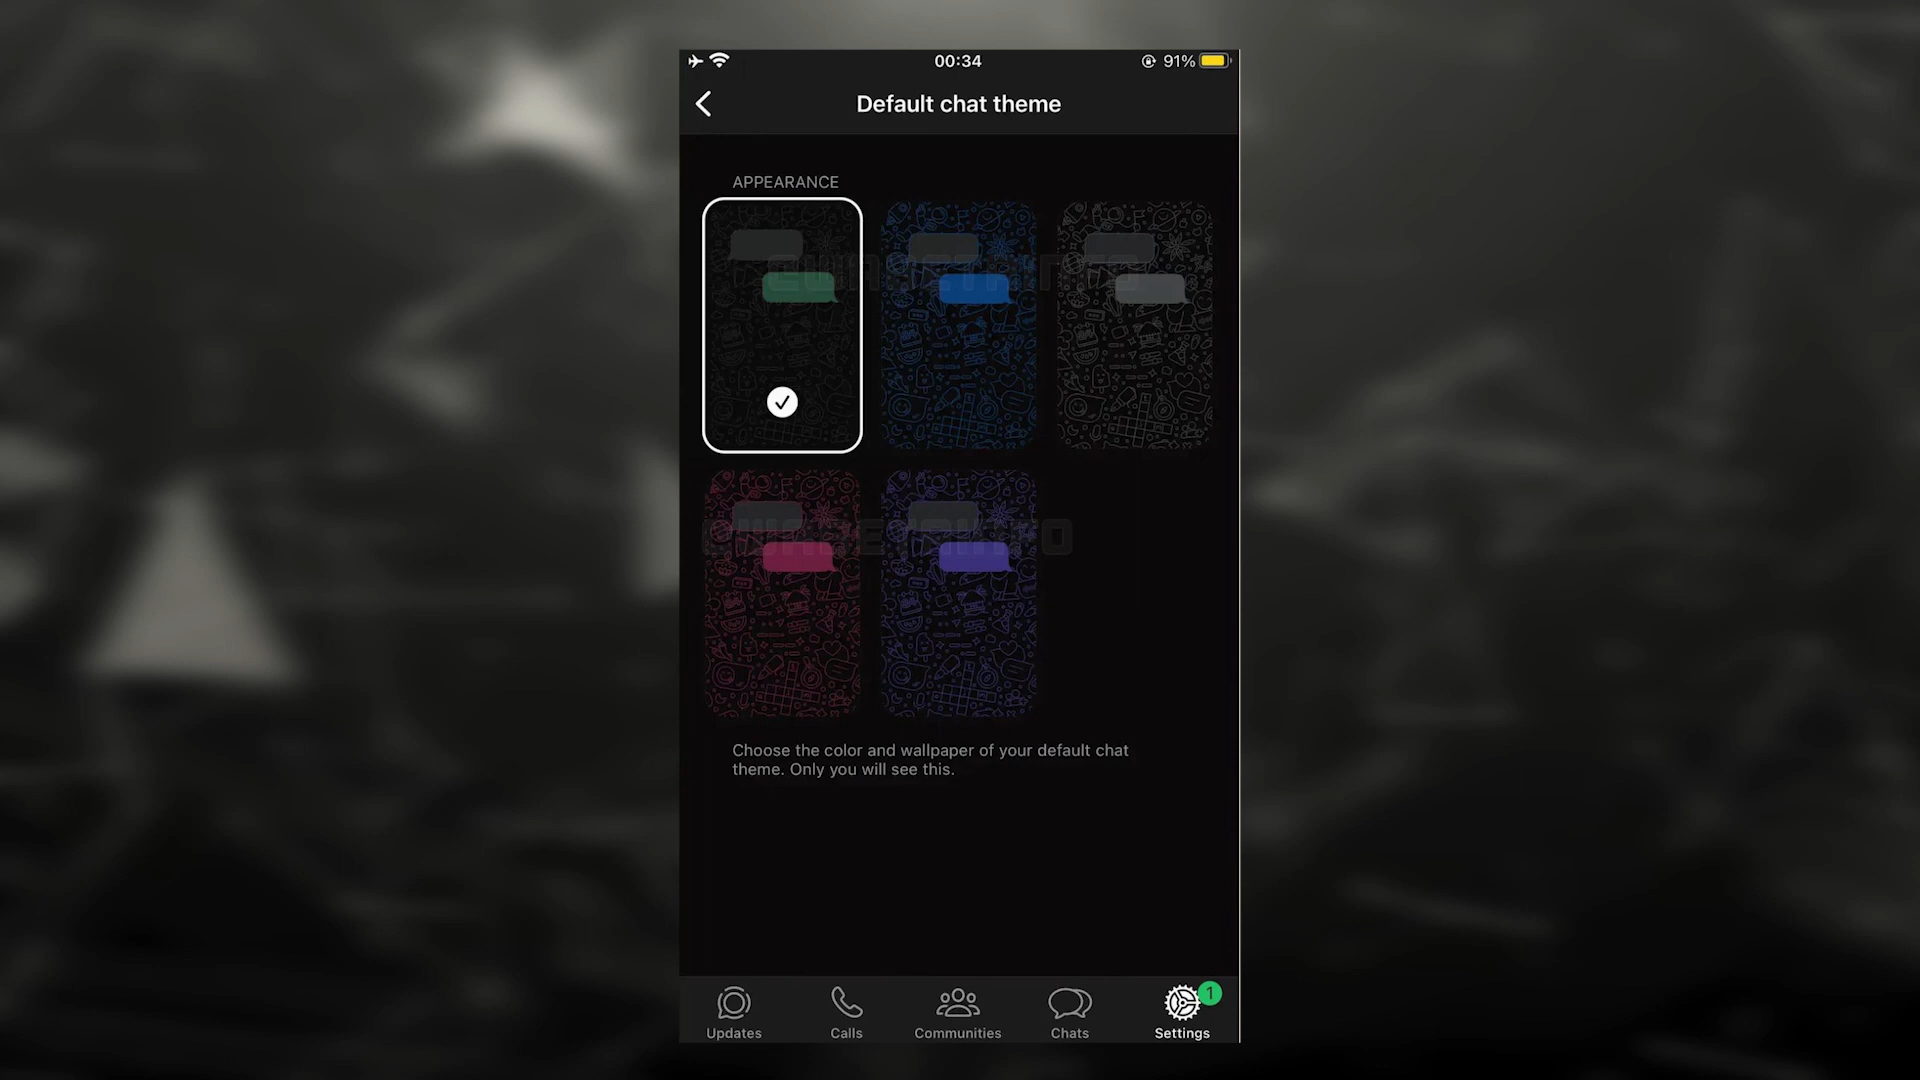 00:34
91%
Default chat theme
APPEARANCE
Choose the color and wallpaper of your default chat
theme. Only you will see this.
Updates
Calls
Communities
Chats
Settings
1